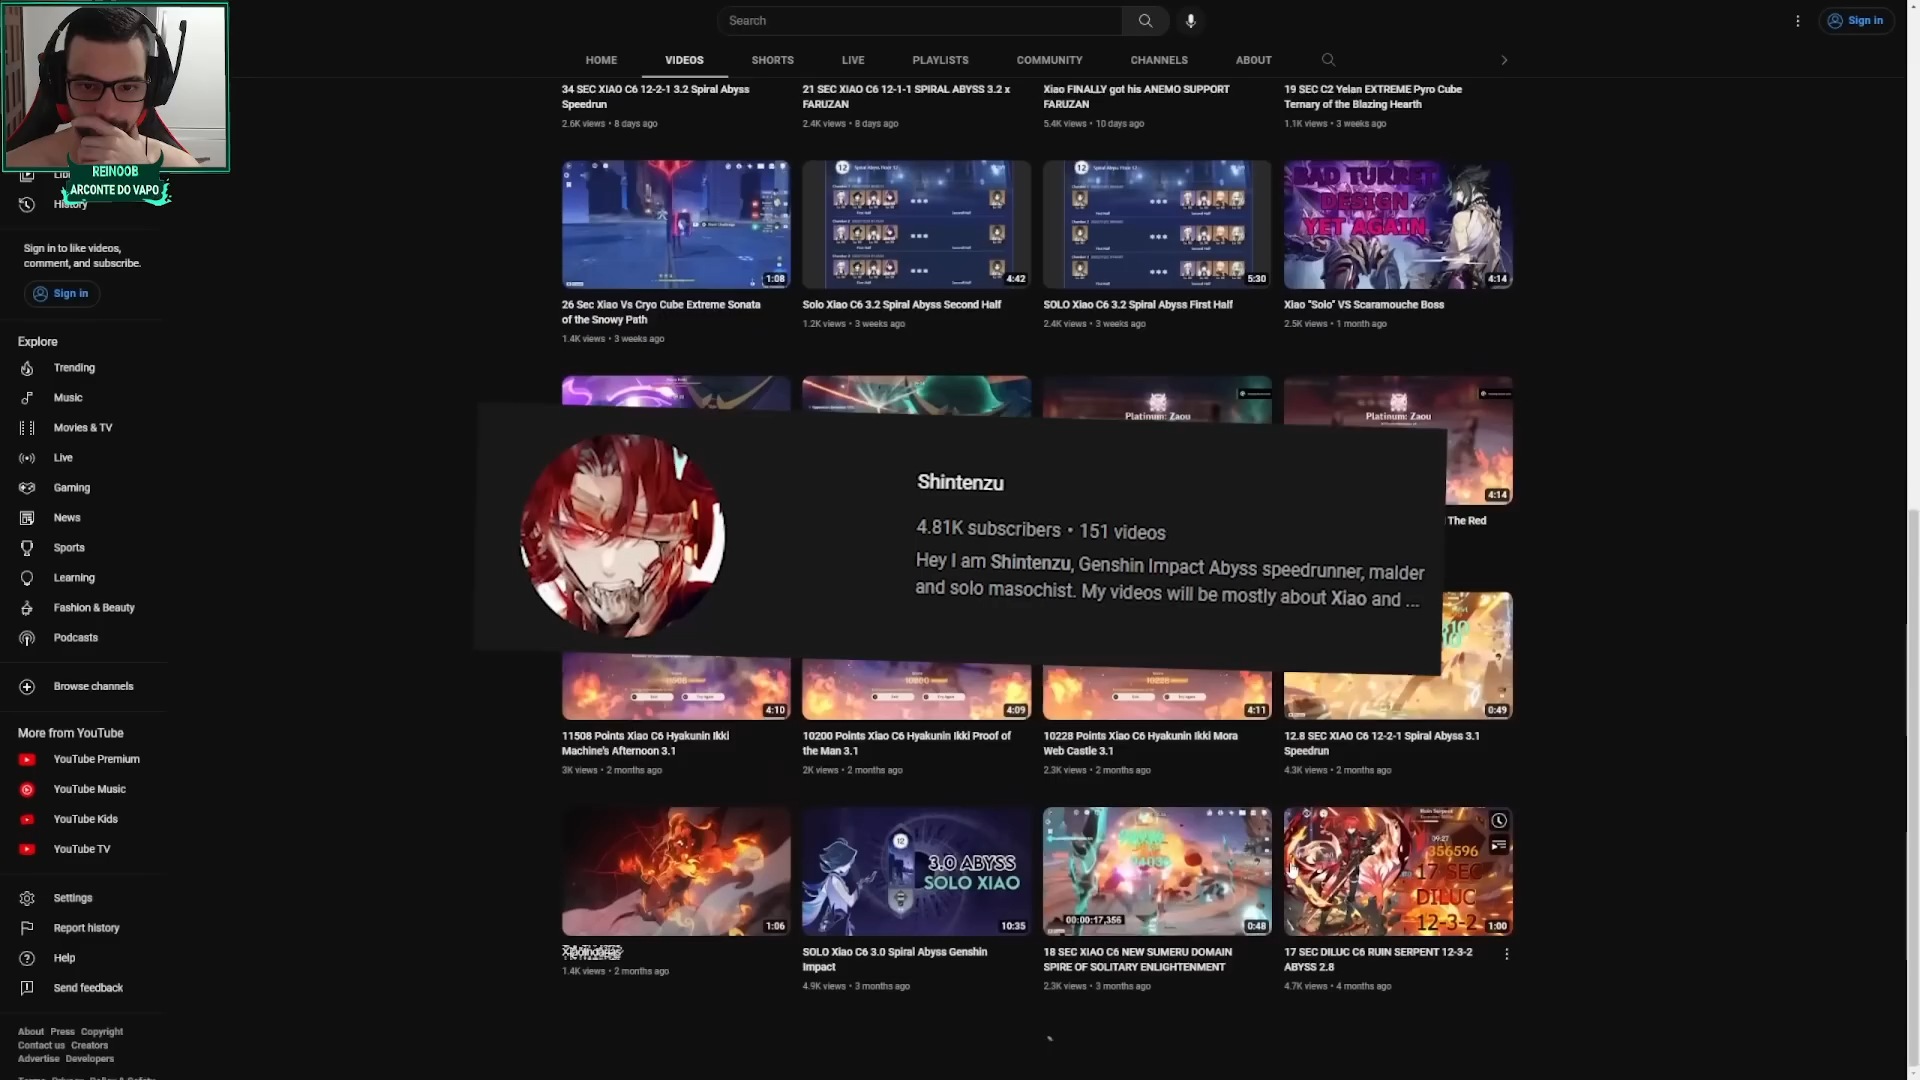 Search
Sign in
HOME
VIDEOS
SHORTS
LIVE
PLAYLISTS
COMMUNITY
CHANNELS
ABOUT
REINOOB
ARCONTE DO VAPO
History
Sign in to like videos,
comment, and subscribe.
Sign in
Explore
Trending
Music
Movies & TV
Live
Gaming
News
Sports
Learning
Fashion & Beauty
Podcasts
Browse channels
More from YouTube
YouTube Premium
YouTube Music
YouTube Kids
YouTube TV
Settings
Report history
Help
Send feedback
About Press Copyright
Contact us Creators
Advertise Developers
34 SEC XIAO C6 12-2-1 3.2 Spiral Abyss
Speedrun
2.6K views • 8 days ago
21 SEC XIAO C6 12-1-1 SPIRAL ABYSS 3.2 x
FARUZAN
2.4K views • 8 days ago
Xiao FINALLY got his ANEMO SUPPORT
FARUZAN
5.4K views • 10 days ago
19 SEC C2 Yelan EXTREME Pyro Cube
Ternary of the Blazing Hearth
1.1K views • 3 weeks ago
1:08
26 Sec Xiao Vs Cryo Cube Extreme Sonata
of the Snowy Path
1.4K views • 3 weeks ago
12
4:42
Solo Xiao C6 3.2 Spiral Abyss Second Half
1.2K views • 3 weeks ago
12
5:30
SOLO Xiao C6 3.2 Spiral Abyss First Half
2.4K views • 3 weeks ago
BAD TURRET
DESIGN
YET AGAIN
4:14
Xiao "Solo" VS Scaramouche Boss
2.5K views • 1 month ago
Platinum: Zaou
Platinum: Zaou
4:14
The Red
Shintenzu
4.81K subscribers • 151 videos
Hey I am Shintenzu, Genshin Impact Abyss speedrunner, malder
and solo masochist. My videos will be mostly about Xiao and ...
4:10
11508 Points Xiao C6 Hyakunin Ikki
Machine's Afternoon 3.1
3K views • 2 months ago
10200
4:09
10200 Points Xiao C6 Hyakunin Ikki Proof of
the Man 3.1
2K views • 2 months ago
10228
4:11
10228 Points Xiao C6 Hyakunin Ikki Mora
Web Castle 3.1
2.3K views • 2 months ago
0:49
12.8 SEC XIAO C6 12-2-1 Spiral Abyss 3.1
Speedrun
4.3K views • 2 months ago
1:06
1.4K views • 2 months ago
12
3.0 ABYSS
SOLO XIAO
10:35
SOLO Xiao C6 3.0 Spiral Abyss Genshin
Impact
4.9K views • 3 months ago
00:00:17,356
0:48
18 SEC XIAO C6 NEW SUMERU DOMAIN
SPIRE OF SOLITARY ENLIGHTENMENT
2.3K views • 3 months ago
09:27
356596
17 SEC
DILUC
12-3-2
1:00
17 SEC DILUC C6 RUIN SERPENT 12-3-2
ABYSS 2.8
4.7K views • 4 months ago